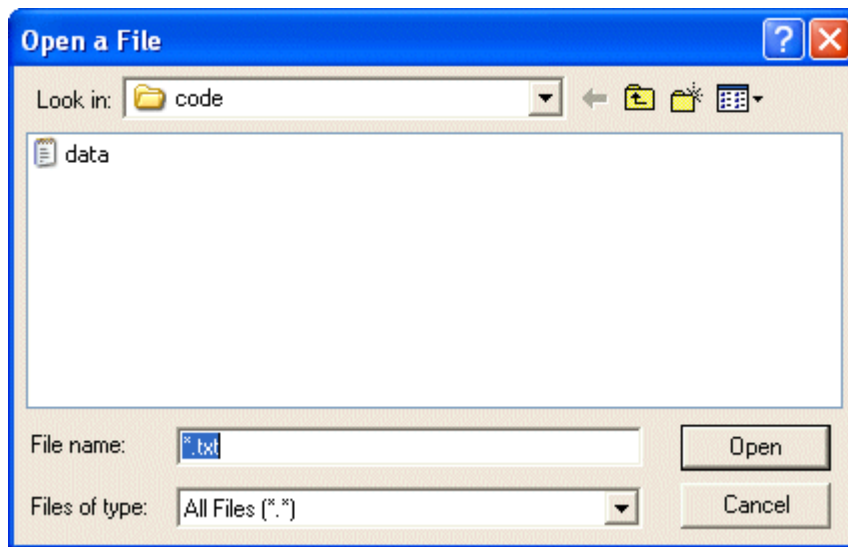 Open a File
Look in: code
data
File name: *.txt Open
Files of type: All Files (*.*) Cancel